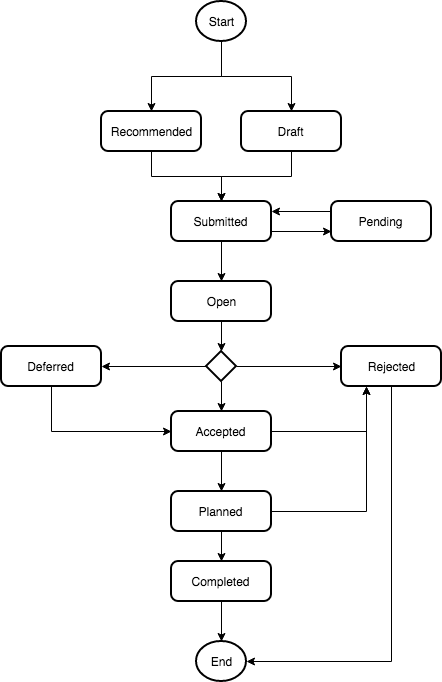 Start
Recommended
Draft
Submitted
Pending
Open
Deferred
Rejected
Accepted
Planned
Completed
End